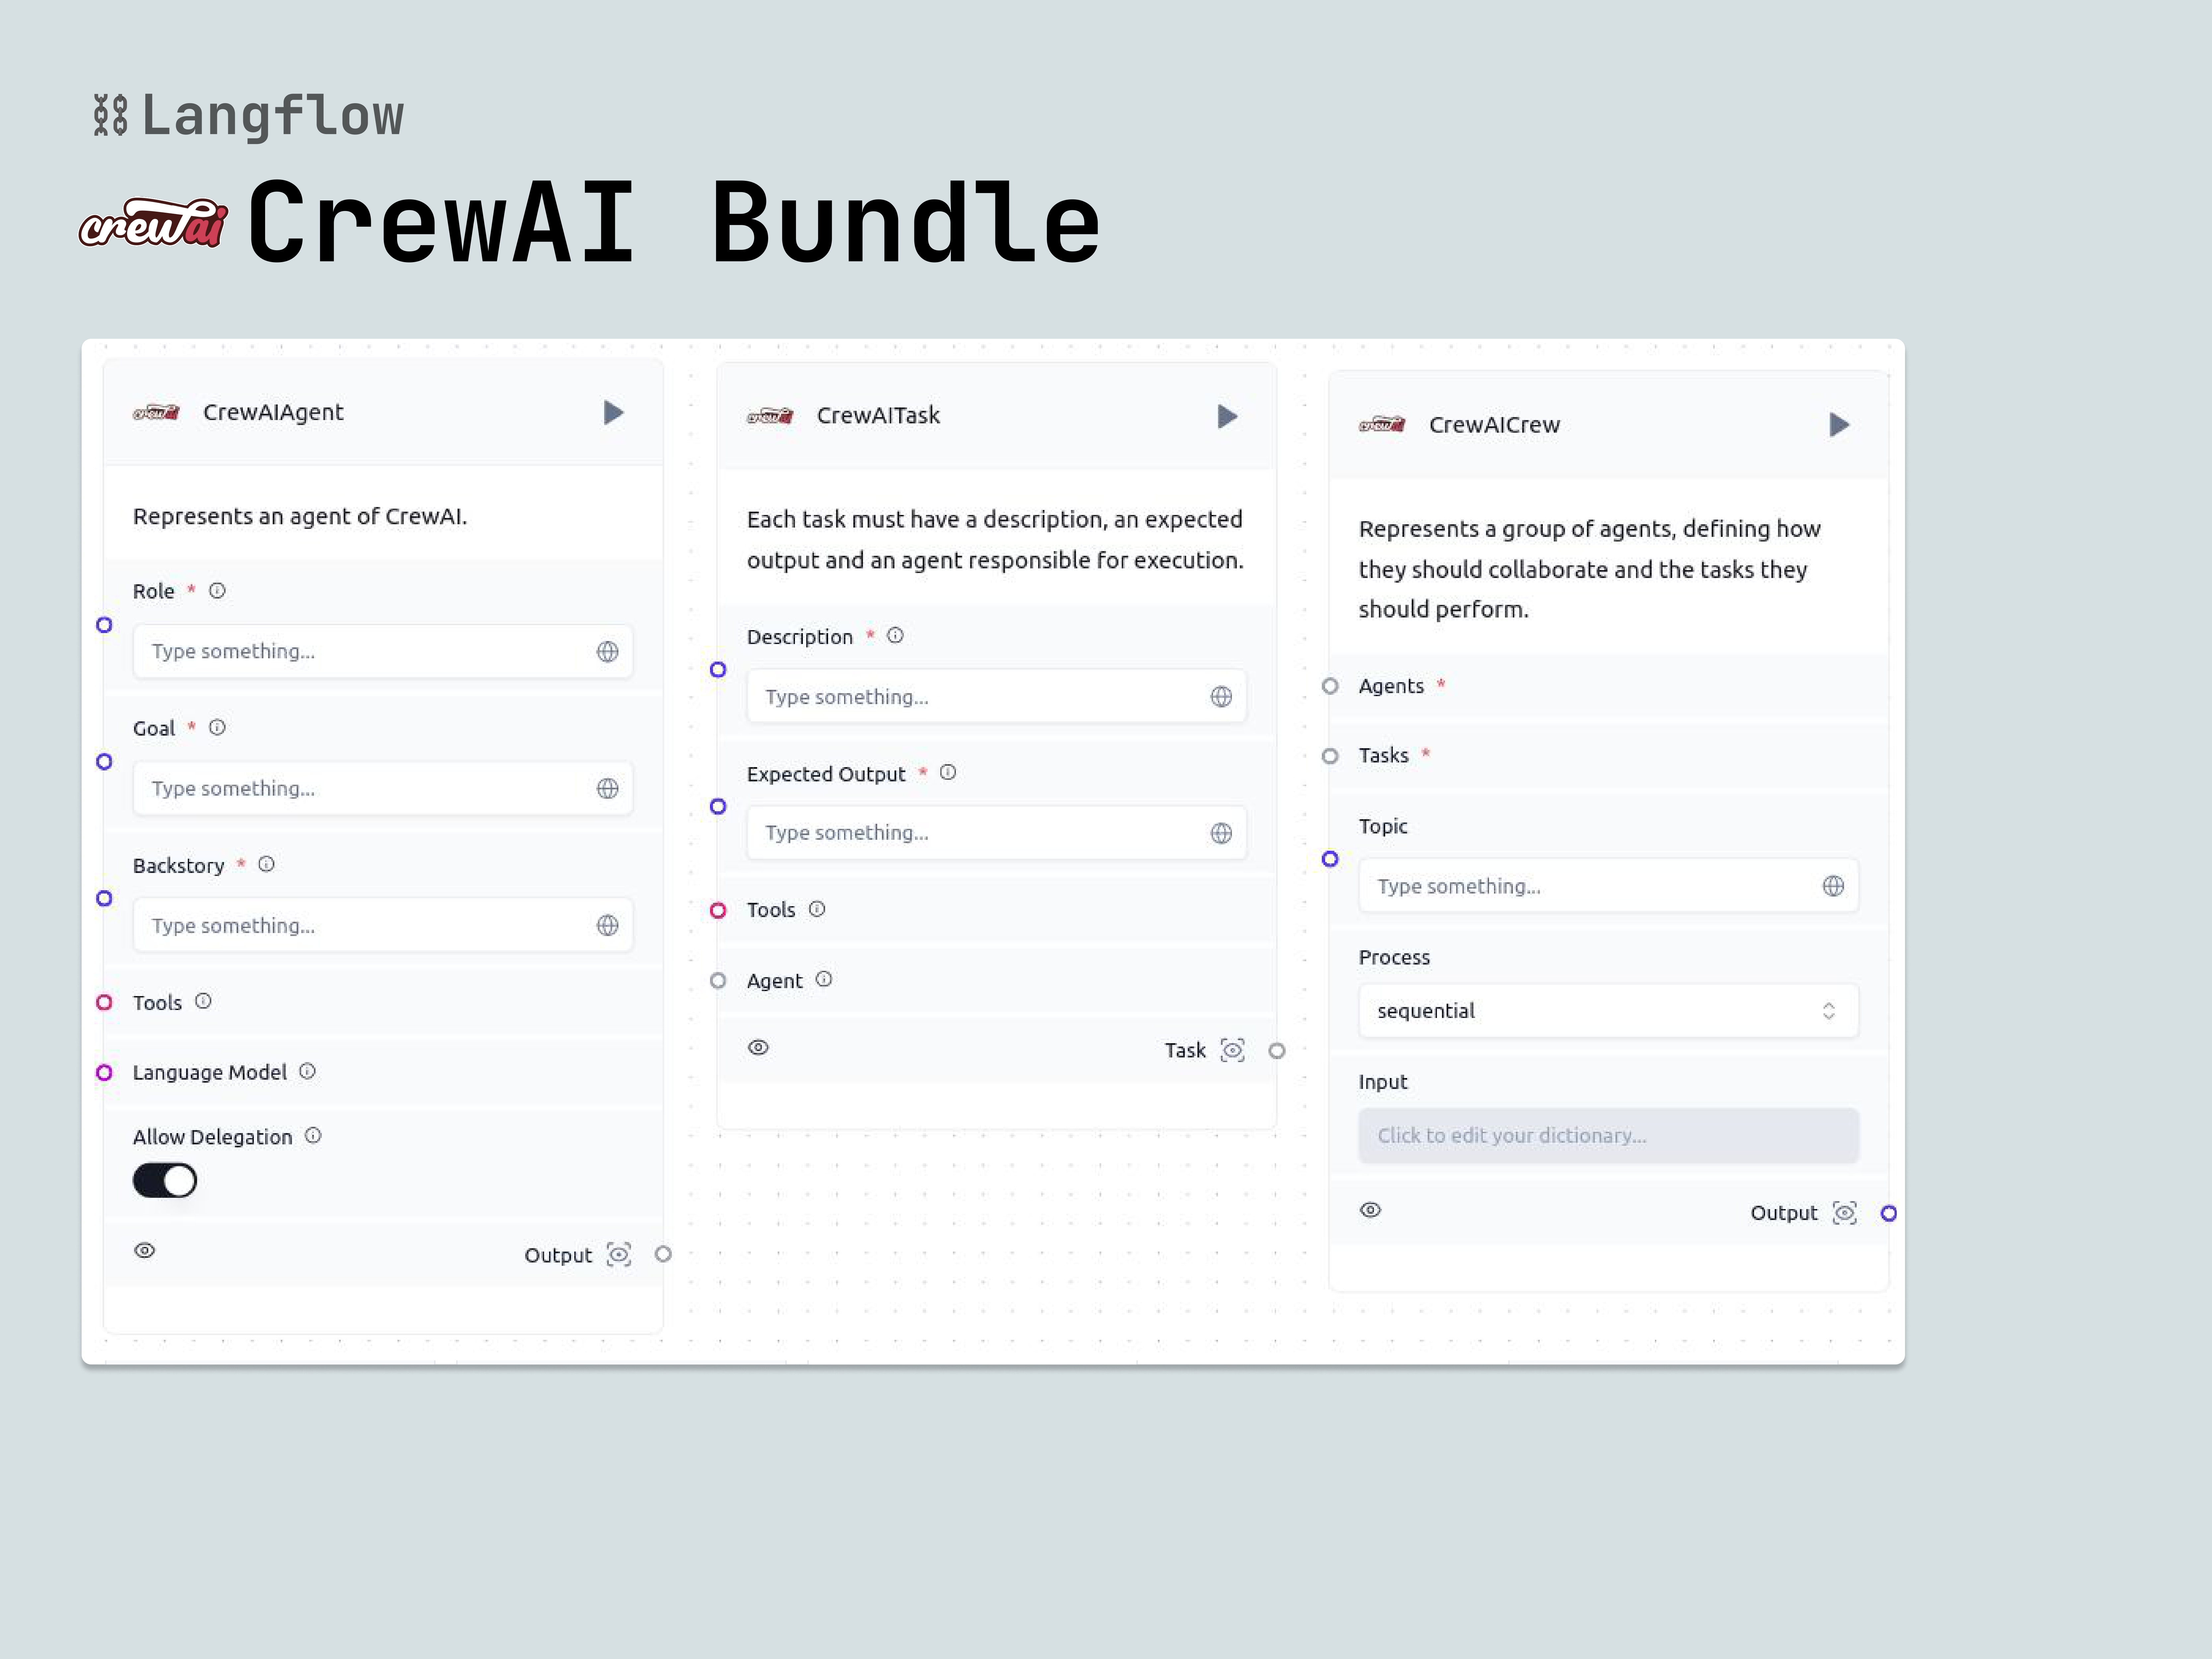 Langflow
crewai CrewAI Bundle
crewai CrewAIAgent
Represents an agent of CrewAI.
Role *
Type something...
Goal *
Type something...
Backstory *
Type something...
Tools
Language Model
Allow Delegation
Output
crewai CrewAITask
Each task must have a description, an expected
output and an agent responsible for execution.
Description *
Type something...
Expected Output *
Type something...
Tools
Agent
Task
crewai CrewAICrew
Represents a group of agents, defining how
they should collaborate and the tasks they
should perform.
Agents *
Tasks *
Topic
Type something...
Process
sequential
Input
Click to edit your dictionary...
Output